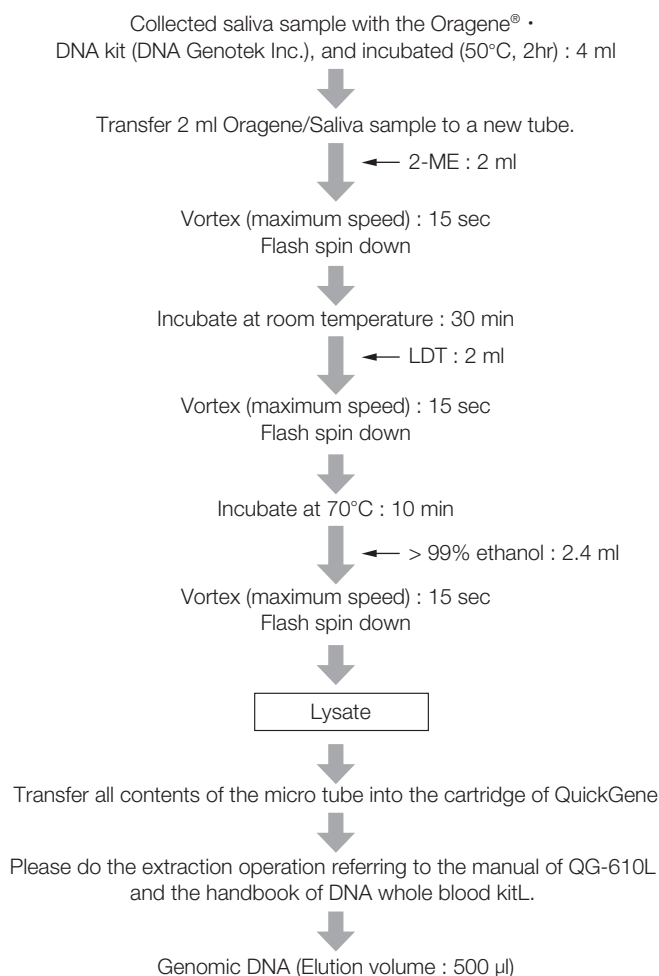 Collected saliva sample with the Oragene® ·
DNA kit (DNA Genotek Inc.), and incubated (50°C, 2hr) : 4 ml
Transfer 2 ml Oragene/Saliva sample to a new tube.
2-ME : 2 ml
Vortex (maximum speed) : 15 sec
Flash spin down
Incubate at room temperature : 30 min
LDT : 2 ml
Vortex (maximum speed) : 15 sec
Flash spin down
Incubate at 70°C : 10 min
> 99% ethanol : 2.4 ml
Vortex (maximum speed) : 15 sec
Flash spin down
Lysate
Transfer all contents of the micro tube into the cartridge of QuickGene
Please do the extraction operation referring to the manual of QG-610L
and the handbook of DNA whole blood kitL.
Genomic DNA (Elution volume : 500 µl)